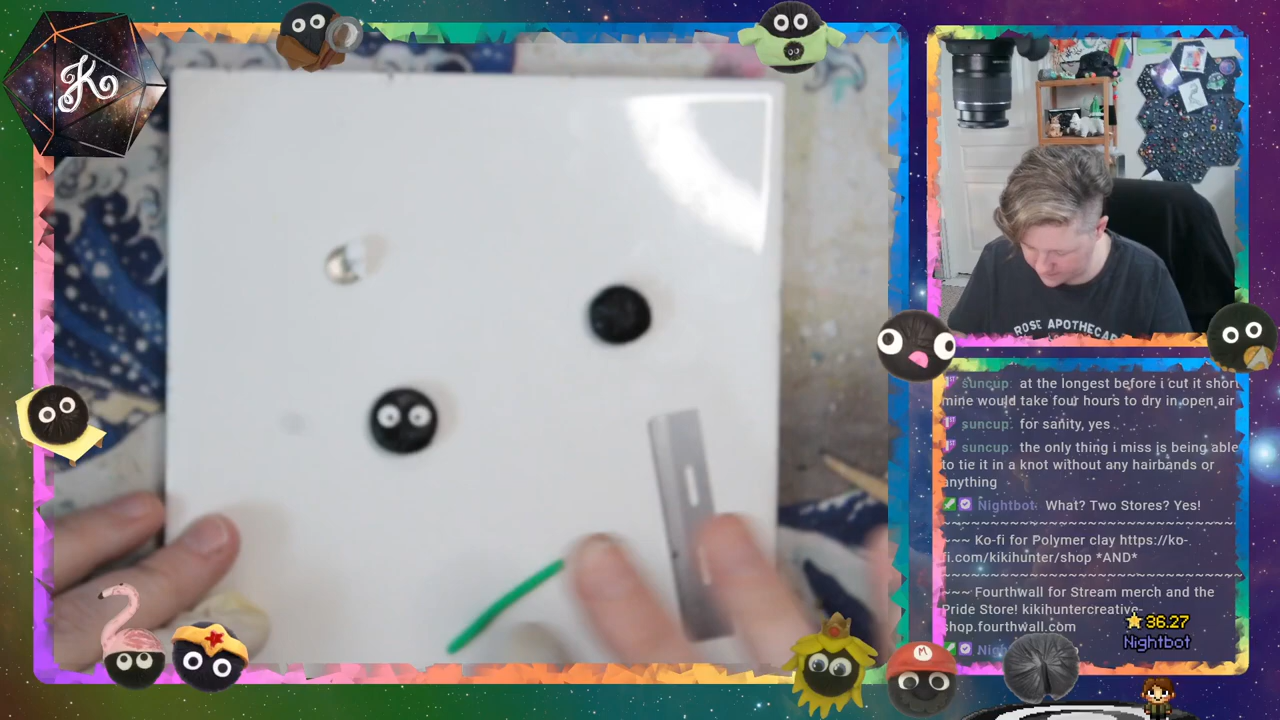 K
ROSE APOTHECAR
suncup: at the longest before i cut it short
mine would take four hours to dry in open air
suncup: for sanity, yes
suncup: the only thing i miss is being able
to tie it in a knot without any hairbands or
anything
Nightbot: What? Two Stores? Yes!
~~~~~~~~~~~~~~~~~~~~~~~~~~~~~~~~~
~~~ Ko-fi for Polymer clay https://ko-
fi.com/kikihunter/shop *AND*
~~~~~~~~~~~~~~~~~~~~~~~~~~~~~~~~~
~~~ Fourthwall for Stream merch and the
Pride Store! kikihuntercreative-
shop.fourthwall.com
36.27
Nightbot
M